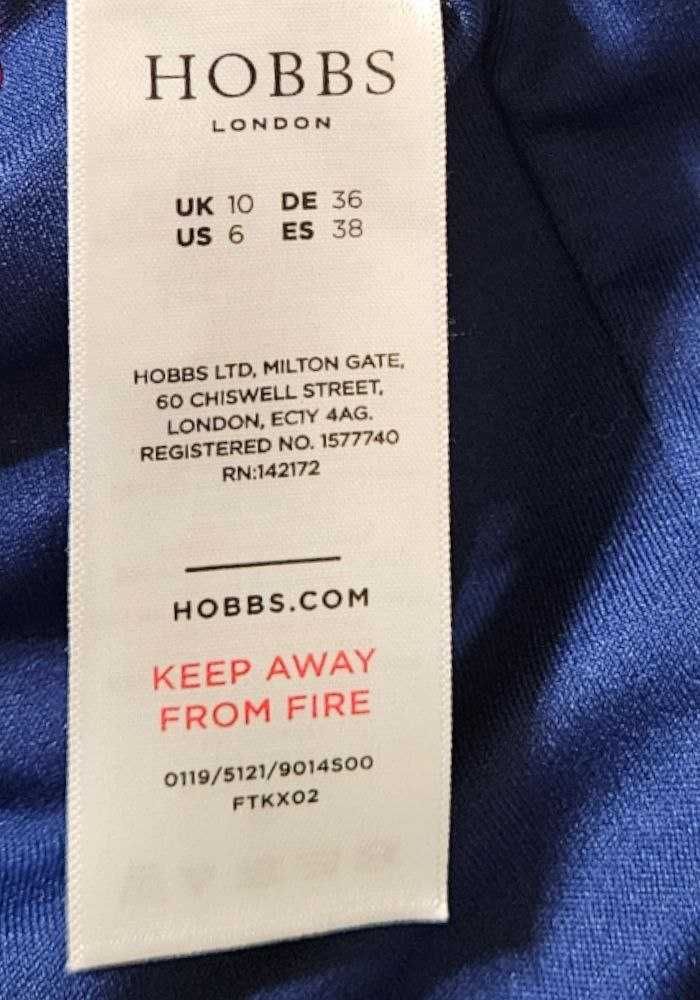 HOBBS
LONDON
UK 10 DE 36
US 6 ES 38
HOBBS LTD, MILTON GATE,
60 CHISWELL STREET,
LONDON, EC1Y 4AG.
REGISTERED NO. 1577740
RN:142172
HOBBS.COM
KEEP AWAY
FROM FIRE
0119/5121/9014S00
FTKX02